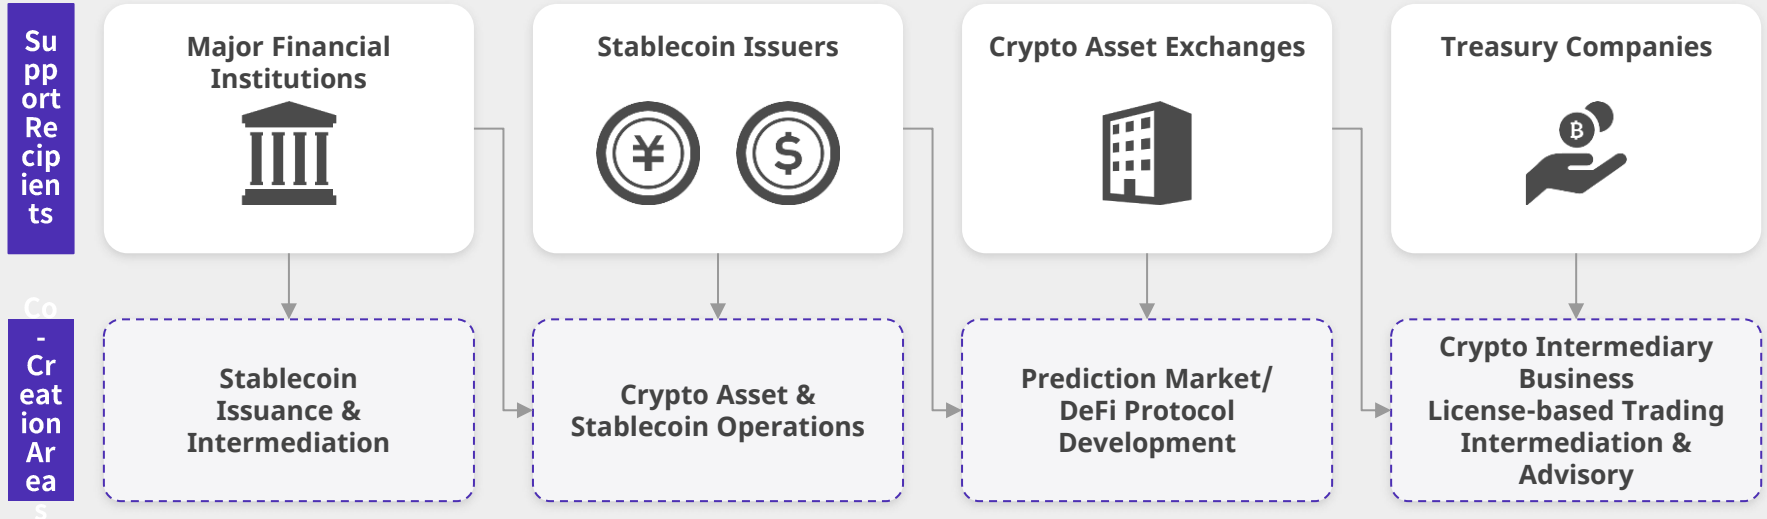 Su
pp
ort
Re
cip
ien
ts
Major Financial
Institutions
Stablecoin Issuers
¥
$
Crypto Asset Exchanges
Treasury Companies
₿
Co
-
Cr
eat
ion
Ar
ea
s
Stablecoin
Issuance &
Intermediation
Crypto Asset &
Stablecoin Operations
Prediction Market/
DeFi Protocol
Development
Crypto Intermediary
Business
License-based Trading
Intermediation &
Advisory